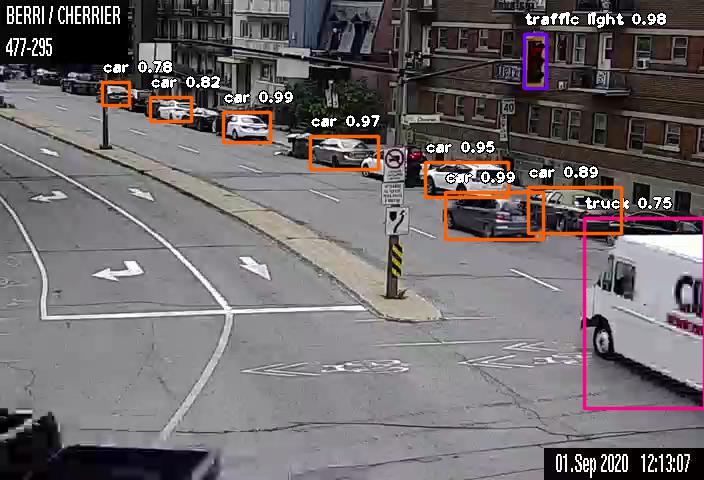 BERRI / CHERRIER
477-295
traffic light 0.98
car 0.78
car 0.82
car 0.99
car 0.97
40
car 0.95
car 0.99
car 0.89
truck 0.75
01.Sep 2020 12:13:07